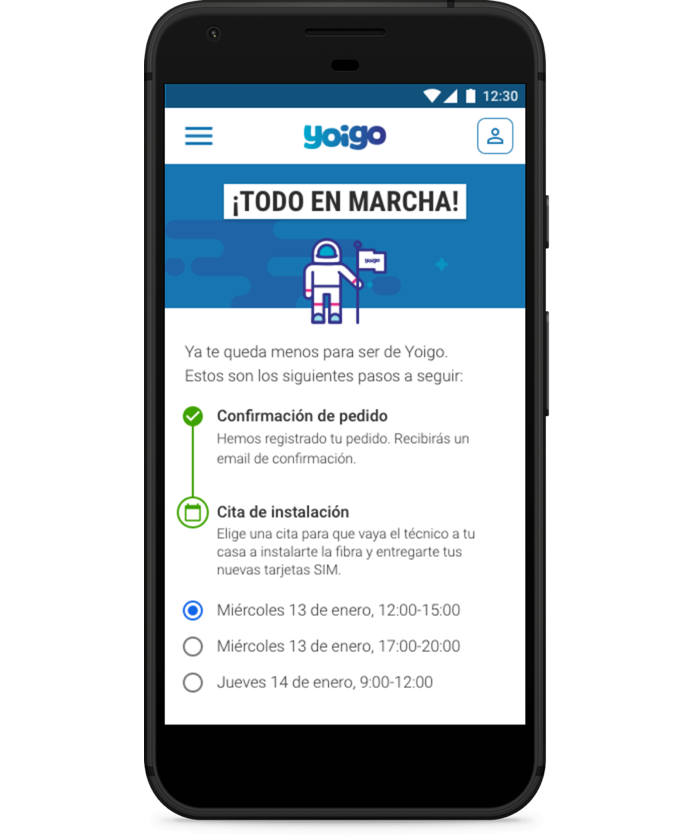 12:30
yoigo
¡TODO EN MARCHA!
yoigo
Ya te queda menos para ser de Yoigo.
Estos son los siguientes pasos a seguir:
Confirmación de pedido
Hemos registrado tu pedido. Recibirás un
email de confirmación.
Cita de instalación
Elige una cita para que vaya el técnico a tu
casa a instalarte la fibra y entregarte tus
nuevas tarjetas SIM.
Miércoles 13 de enero, 12:00-15:00
Miércoles 13 de enero, 17:00-20:00
Jueves 14 de enero, 9:00-12:00